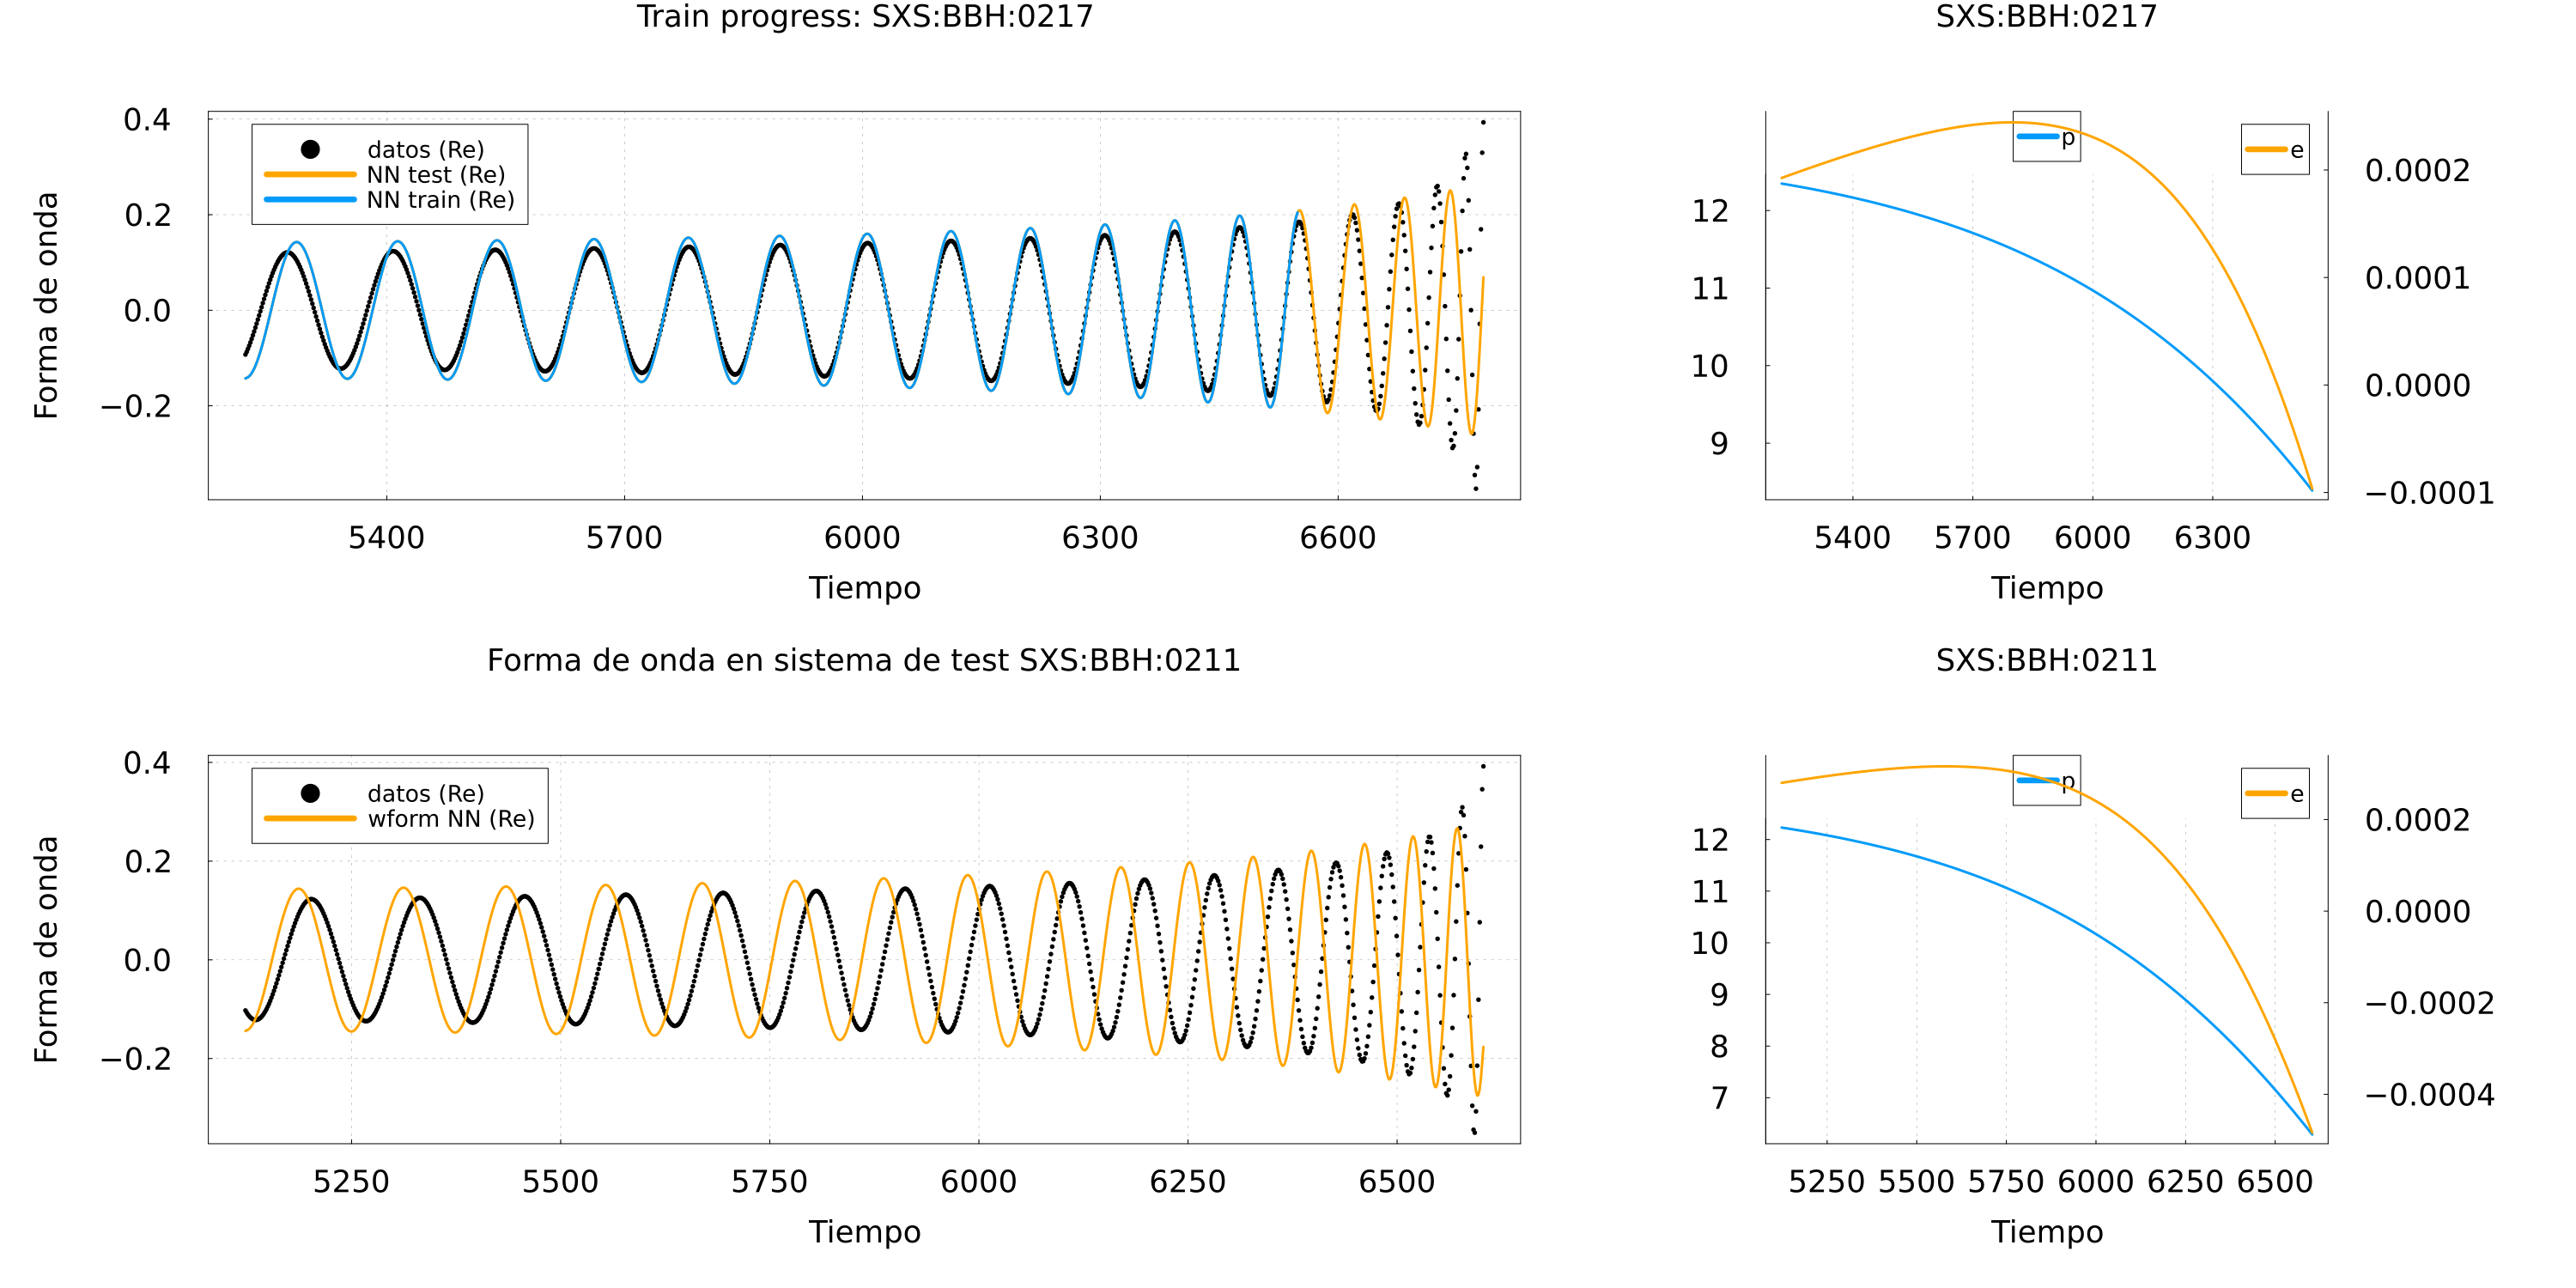 Train progress: SXS:BBH:0217
SXS:BBH:0217
Forma de onda
0.4
0.2
0.0
−0.2
datos (Re)
NN test (Re)
NN train (Re)
5400 5700 6000 6300 6600
Tiempo
12
11
10
9
p
e
0.0002
0.0001
0.0000
−0.0001
5400 5700 6000 6300
Tiempo
Forma de onda en sistema de test SXS:BBH:0211
SXS:BBH:0211
Forma de onda
0.4
0.2
0.0
−0.2
datos (Re)
wform NN (Re)
5250 5500 5750 6000 6250 6500
Tiempo
12
11
10
9
8
7
p
e
0.0002
0.0000
−0.0002
−0.0004
5250 5500 5750 6000 6250 6500
Tiempo